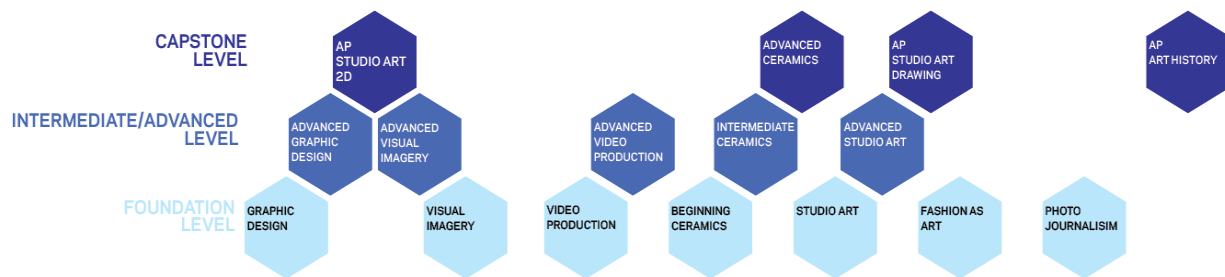 CAPSTONE
LEVEL
AP
STUDIO ART
2D
ADVANCED
CERAMICS
AP
STUDIO ART
DRAWING
AP
ART HISTORY
INTERMEDIATE/ADVANCED
LEVEL
ADVANCED
GRAPHIC
DESIGN
ADVANCED
VISUAL
IMAGERY
ADVANCED
VIDEO
PRODUCTION
INTERMEDIATE
CERAMICS
ADVANCED
STUDIO ART
FOUNDATION
LEVEL
GRAPHIC
DESIGN
VISUAL
IMAGERY
VIDEO
PRODUCTION
BEGINNING
CERAMICS
STUDIO ART
FASHION AS
ART
PHOTO
JOURNALISIM